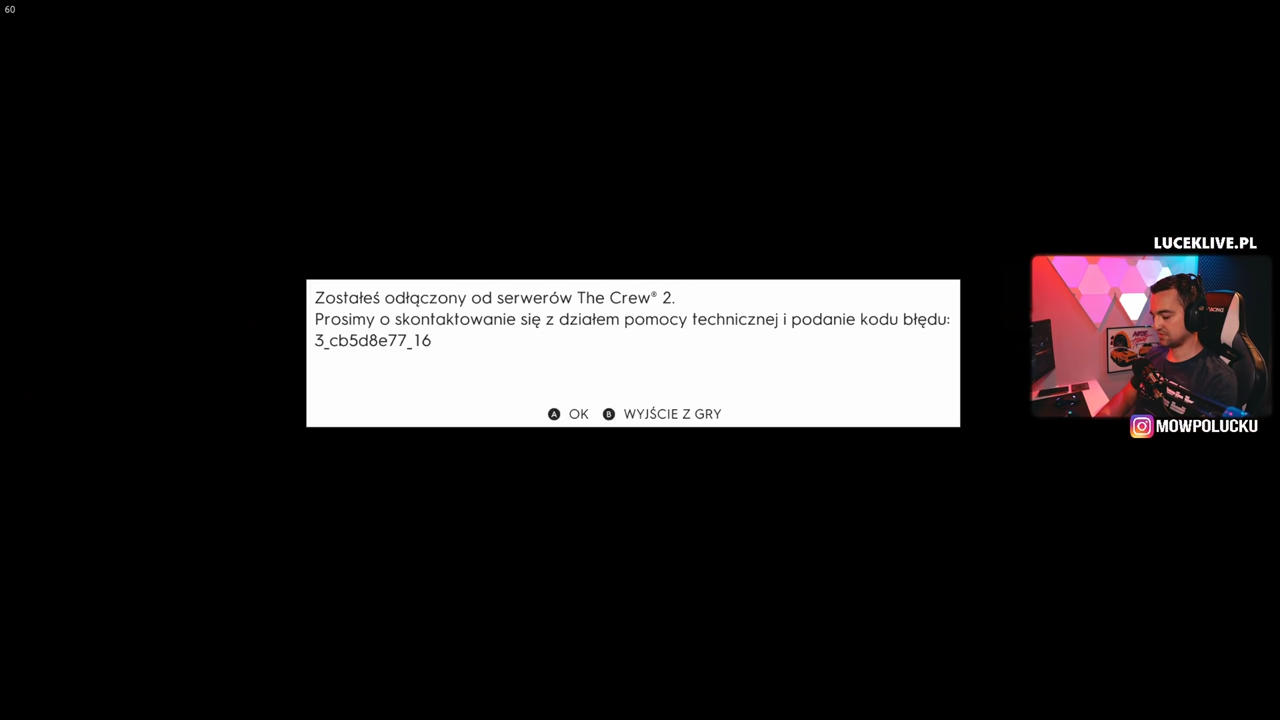 60
Zostałeś odłączony od serwerów The Crew® 2.
Prosimy o skontaktowanie się z działem pomocy technicznej i podanie kodu błędu:
3_cb5d8e77_16
A OK B WYJŚCIE Z GRY
LUCEKLIVE.PL
MOWPOLUCKU